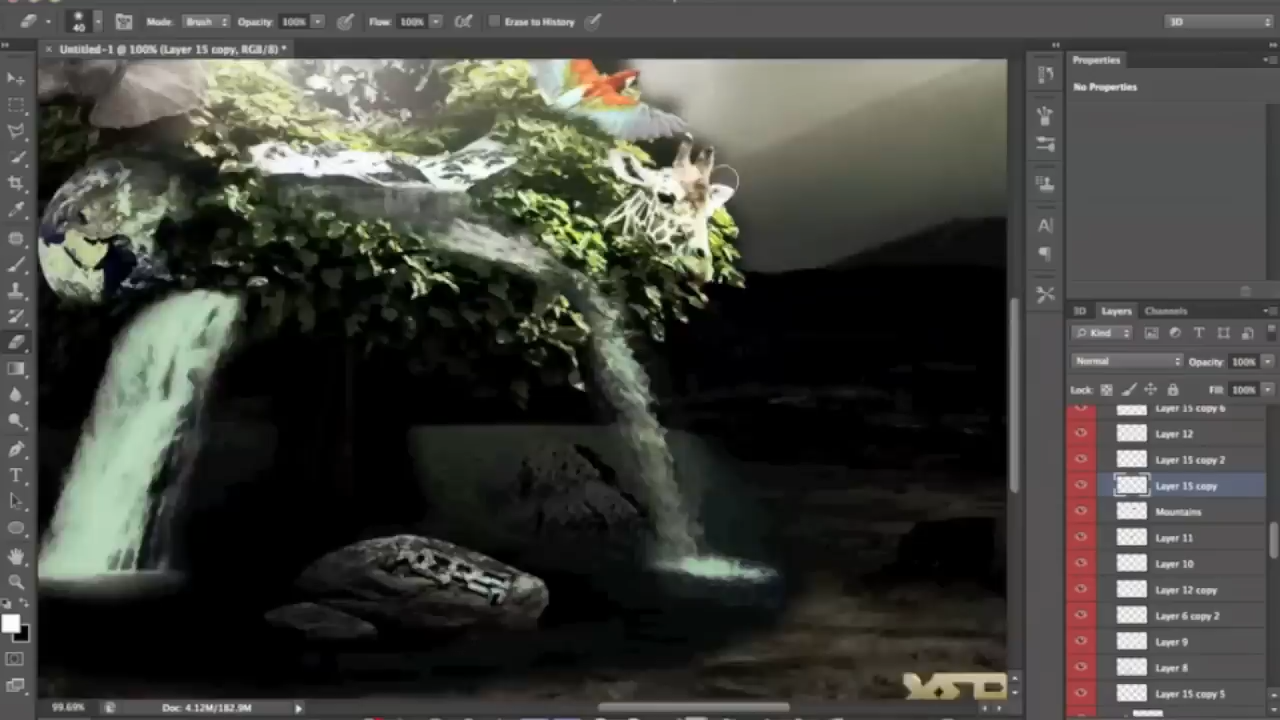 40 Mode: Brush Opacity: 100% Flow: 100% Erase to History 3D
Untitled-1 @ 100% (Layer 15 copy, RGB/8) *
Properties
No Properties
3D Layers Channels
Kind
Normal Opacity: 100%
Lock: Fill: 100%
Layer 15 copy 6
Layer 12
Layer 15 copy 2
Layer 15 copy
Mountains
Layer 11
Layer 10
Layer 12 copy
Layer 6 copy 2
Layer 9
Layer 8
Layer 15 copy 5
99.69% Doc: 4.12M/182.9M